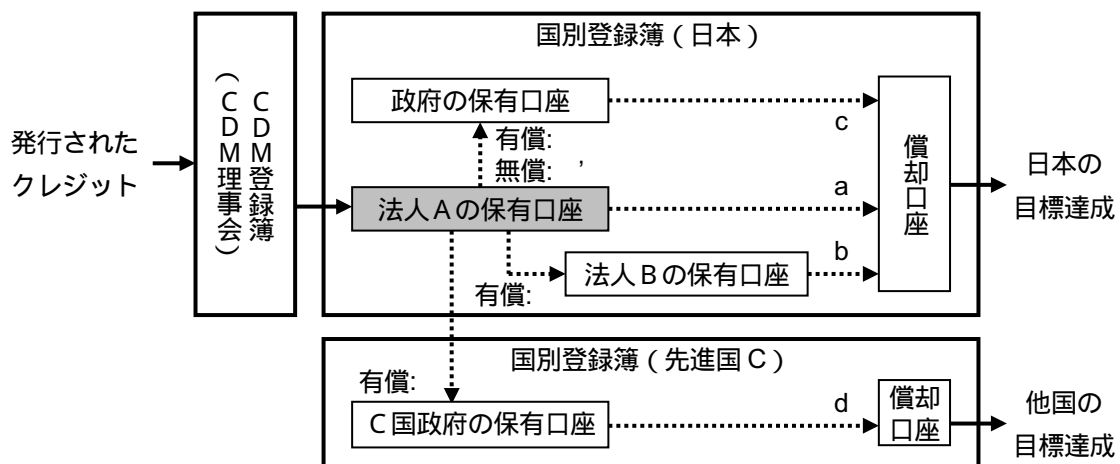 国別登録簿（日本）
発行された
クレジット
ＣＤＭ登録簿
（ＣＤＭ理事会）
政府の保有口座
有償:
無償: ’
法人Ａの保有口座
有償:
法人Ｂの保有口座
c
a
b
償却口座
日本の
目標達成
国別登録簿（先進国Ｃ）
有償:
Ｃ国政府の保有口座
d
償却
口座
他国の
目標達成